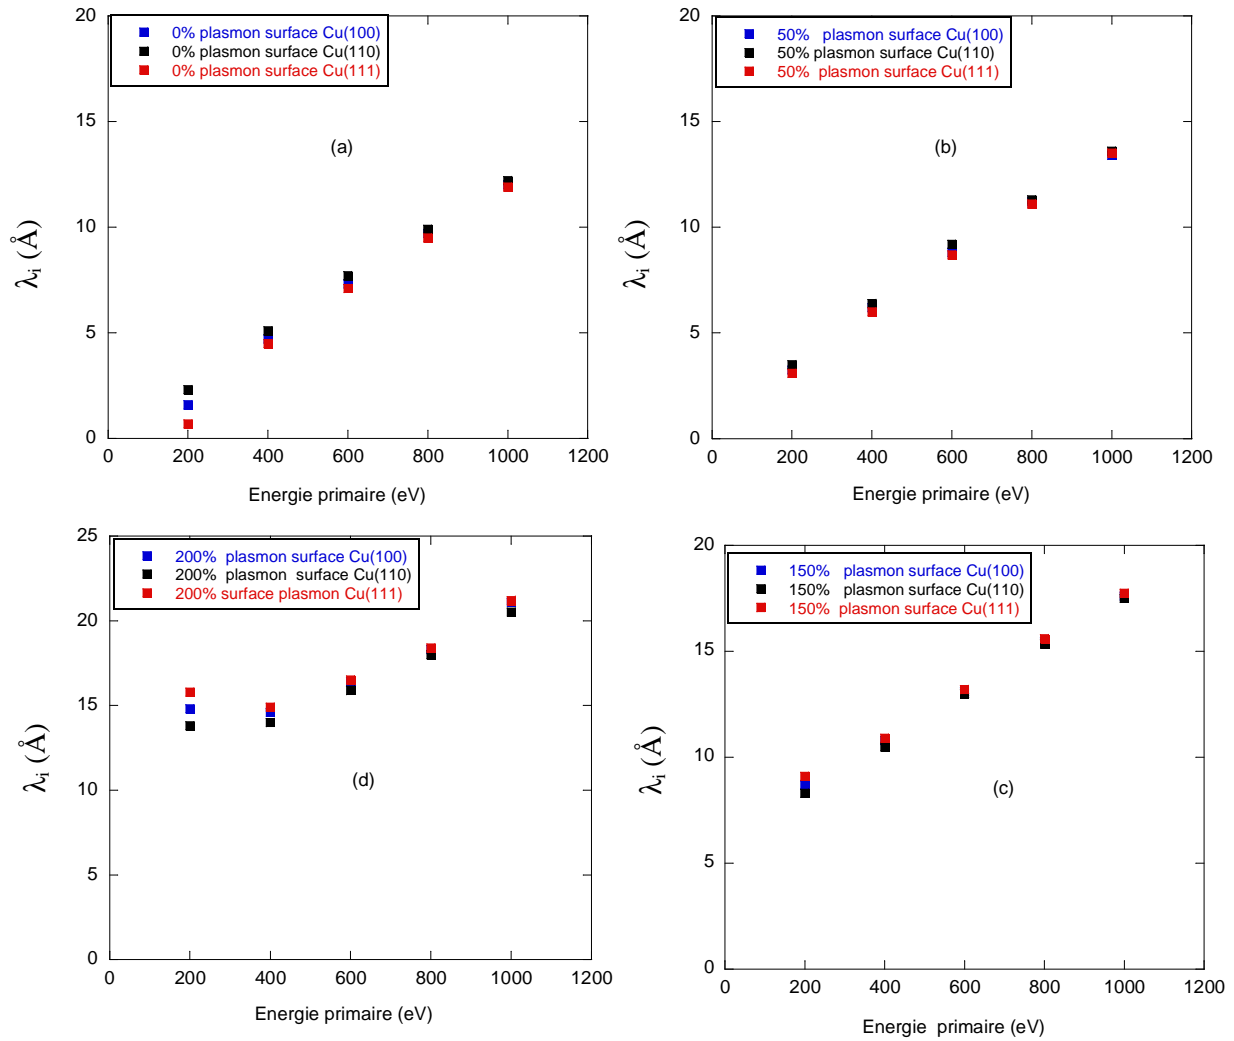 20
15
10
5
0
0% plasmon surface Cu(100)
0% plasmon surface Cu(110)
0% plasmon surface Cu(111)
(a)
λi (Å)
0 200 400 600 800 1000 1200
Energie primaire (eV)
20
15
10
5
0
50% plasmon surface Cu(100)
50% plasmon surface Cu(110)
50% plasmon surface Cu(111)
(b)
λi (Å)
0 200 400 600 800 1000 1200
Energie primaire (eV)
25
20
15
10
5
0
200% plasmon surface Cu(100)
200% plasmon surface Cu(110)
200% surface plasmon Cu(111)
(d)
λi (Å)
0 200 400 600 800 1000 1200
Energie primaire (eV)
20
15
10
5
0
150% plasmon surface Cu(100)
150% plasmon surface Cu(110)
150% plasmon surface Cu(111)
(c)
λi (Å)
0 200 400 600 800 1000 1200
Energie primaire (eV)